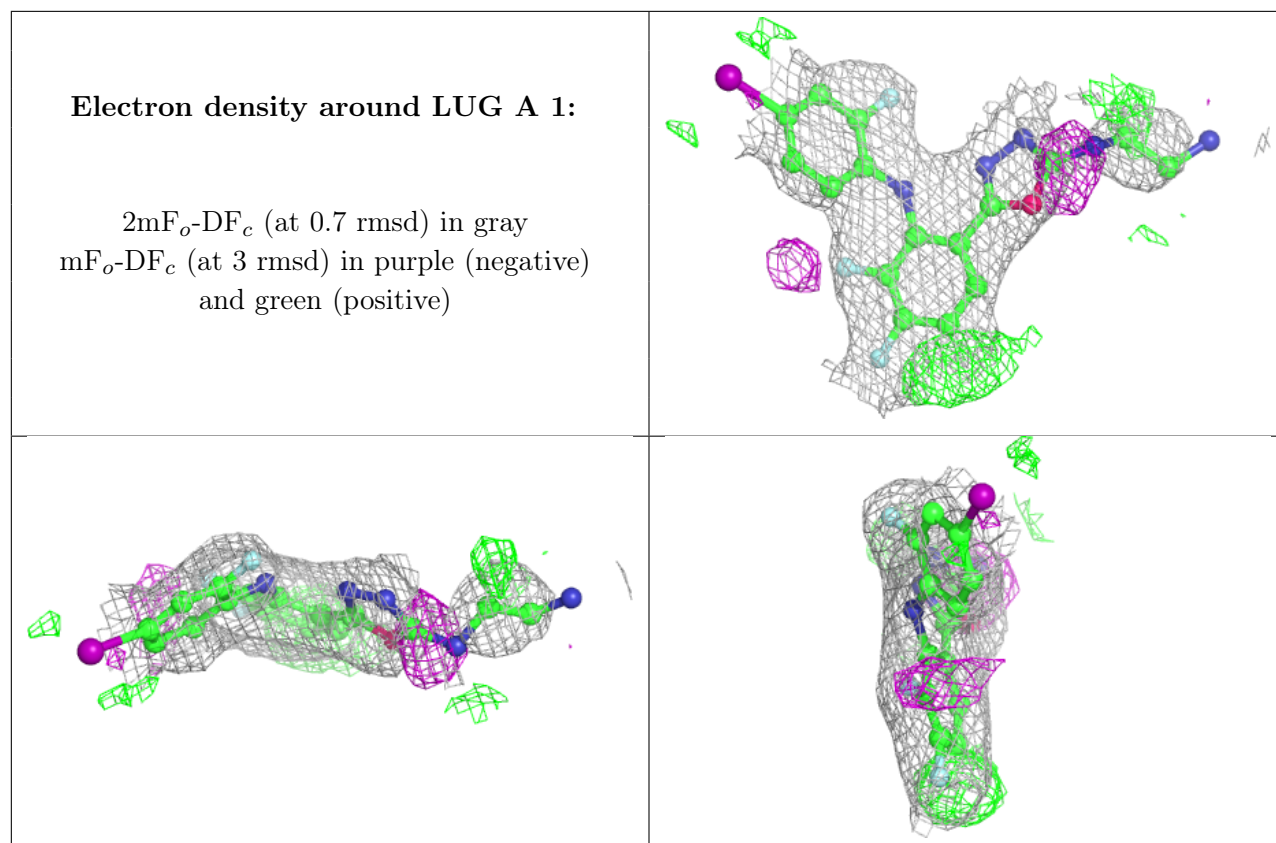 Electron density around LUG A 1:
2mFₒ-DF𝒸 (at 0.7 rmsd) in gray
mFₒ-DF𝒸 (at 3 rmsd) in purple (negative)
and green (positive)